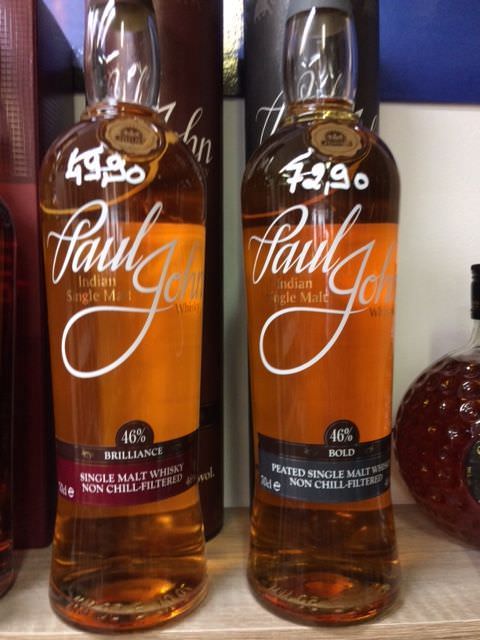 49,90
Paul
John
Indian
Single Malt
Whisky
46%
BRILLIANCE
SINGLE MALT WHISKY
NON CHILL-FILTERED
70cl e
46% vol.
John
72,90
Paul
John
Indian
Single Malt
46%
BOLD
PEATED SINGLE MALT WHISKY
NON CHILL-FILTERED
70cl e